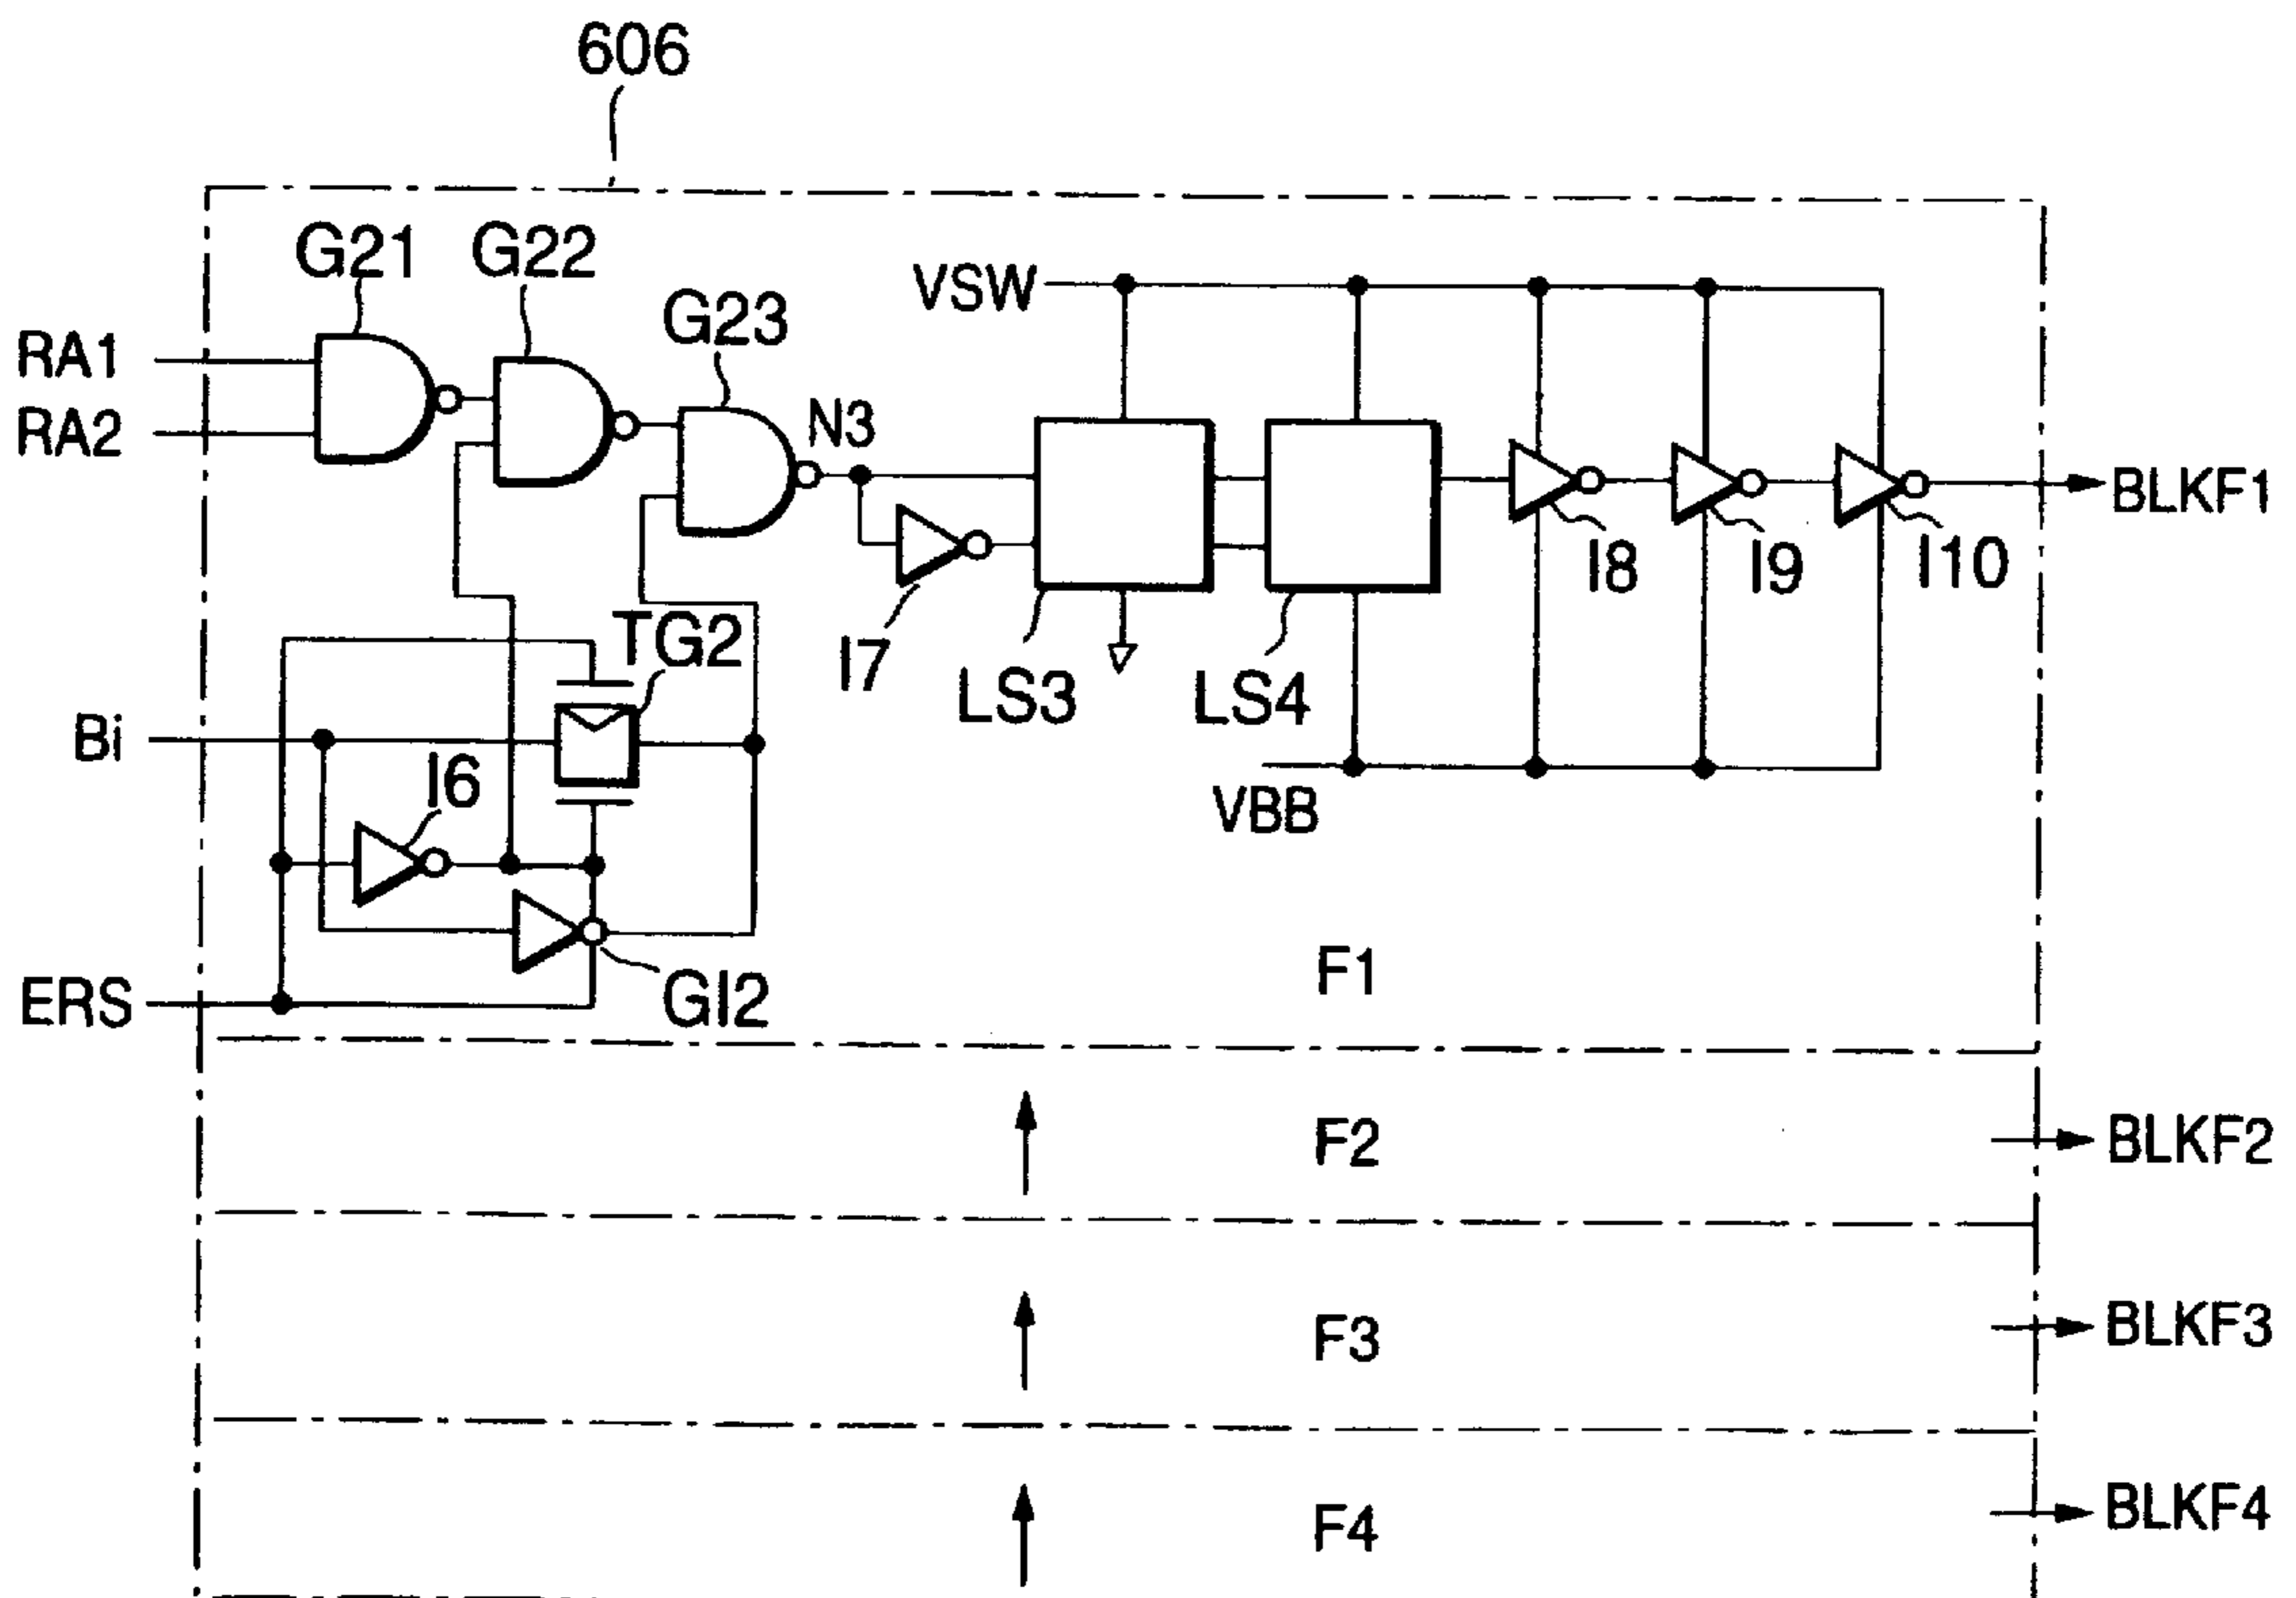 606
G21
G22
G23
RA1
RA2
N3
VSW
BLKF1
I8
I9
I10
I7
LS3
LS4
TG2
Bi
I6
VBB
ERS
GI2
F1
F2
BLKF2
F3
BLKF3
F4
BLKF4